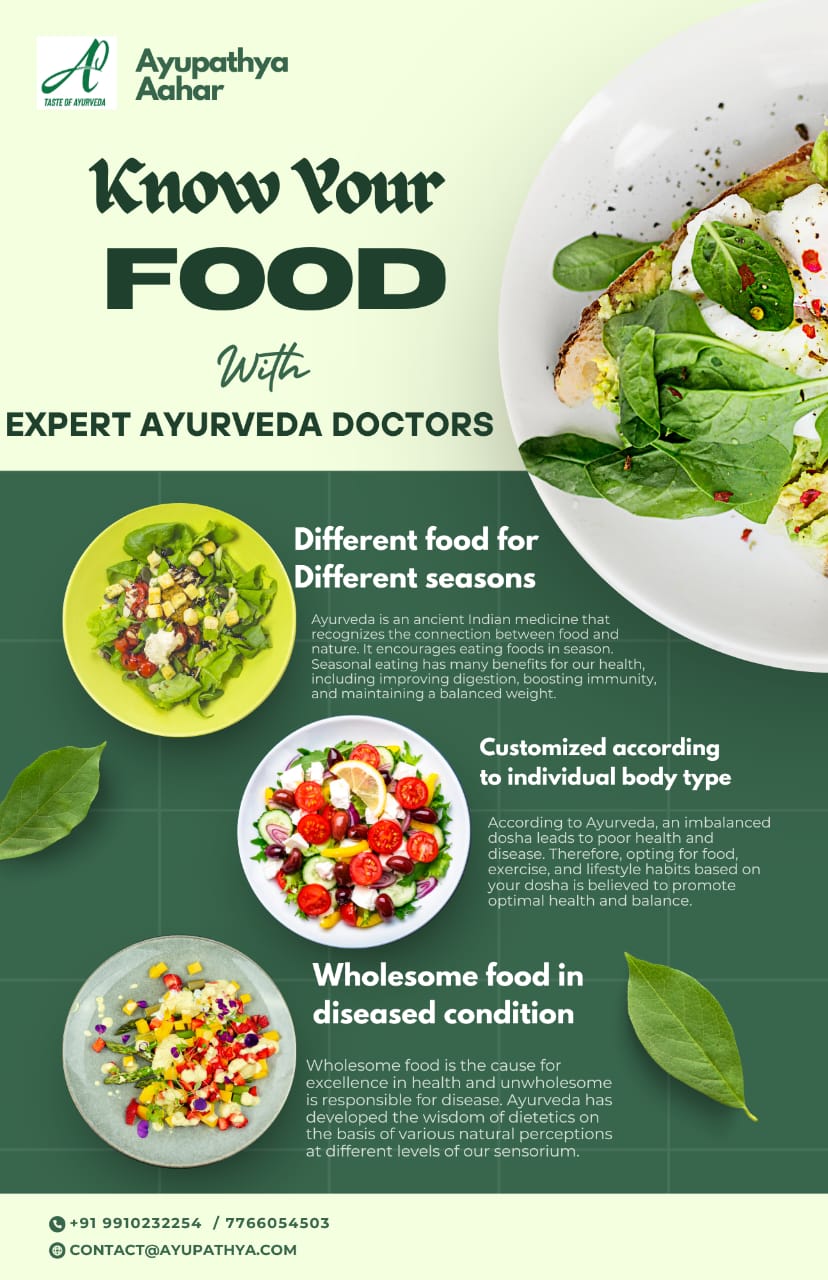 TASTE OF AYURVEDA
Ayupathya
Aahar
Know Your
FOOD
With
EXPERT AYURVEDA DOCTORS
Different food for
Different seasons
Ayurveda is an ancient Indian medicine that
recognizes the connection between food and
nature. It encourages eating foods in season.
Seasonal eating has many benefits for our health,
including improving digestion, boosting immunity,
and maintaining a balanced weight.
Customized according
to individual body type
According to Ayurveda, an imbalanced
dosha leads to poor health and
disease. Therefore, opting for food,
exercise, and lifestyle habits based on
your dosha is believed to promote
optimal health and balance.
Wholesome food in
diseased condition
Wholesome food is the cause for
excellence in health and unwholesome
is responsible for disease. Ayurveda has
developed the wisdom of dietetics on
the basis of various natural perceptions
at different levels of our sensorium.
+91 9910232254 / 7766054503
CONTACT@AYUPATHYA.COM